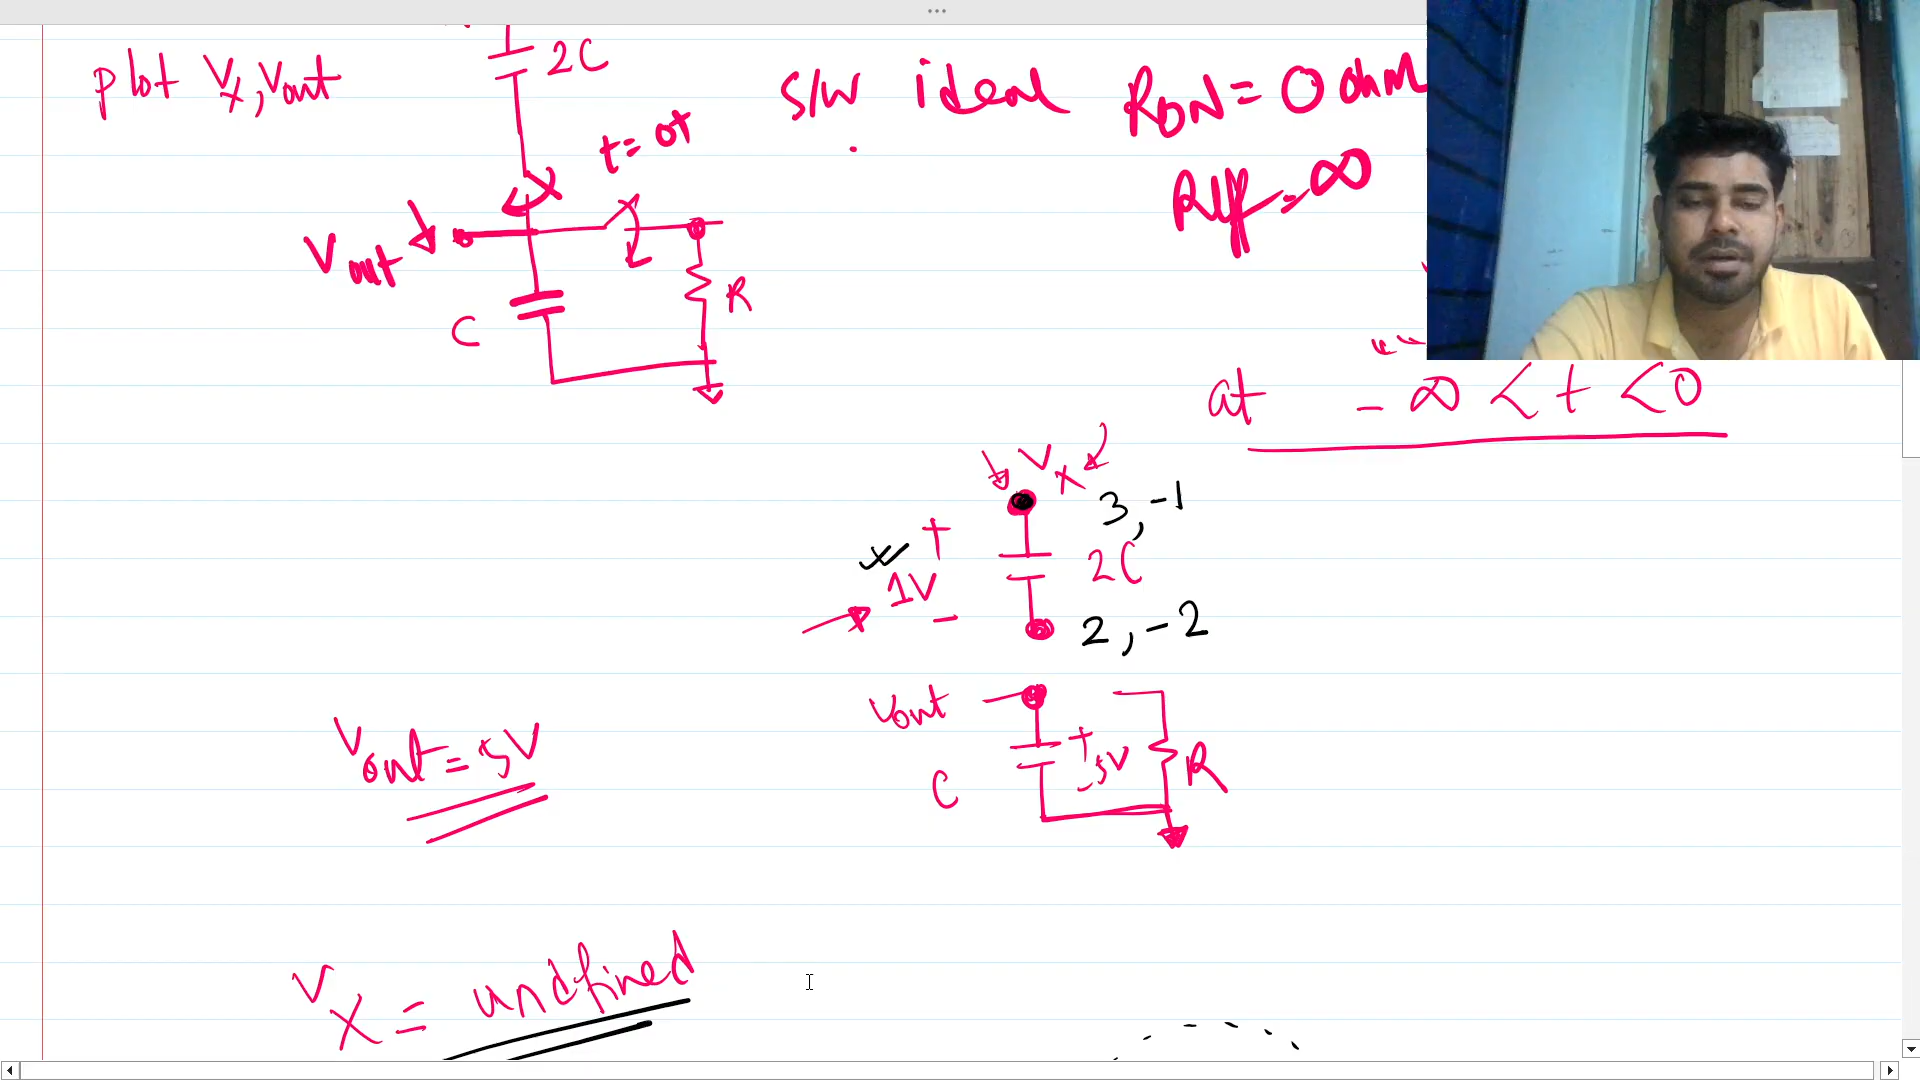 plot Vx, Vout
2C
S/W ideal RON = 0 ohm
Roff = ∞
t = 0+
Vout
C
R
at -∞ < t < 0
Vx
3, -1
+
1V
-
2C
2, -2
Vout
+
5V
-
C
R
Vout = 5V
Vx = undfined